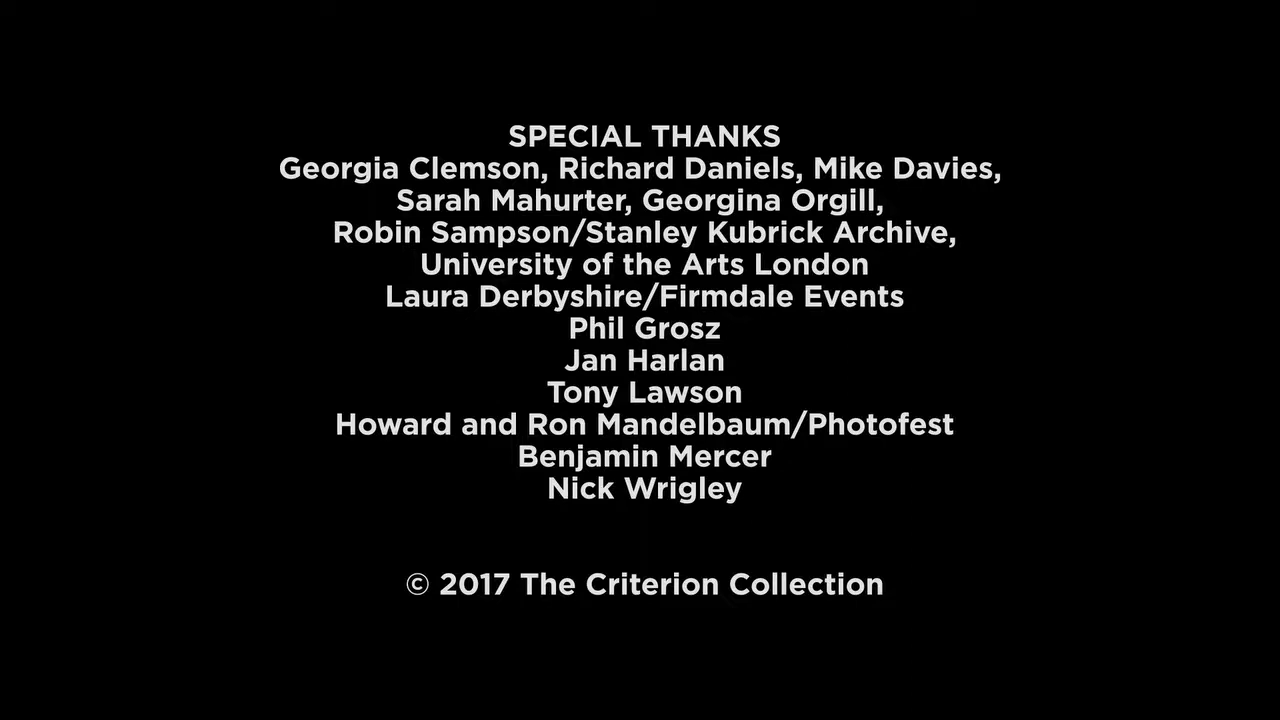 SPECIAL THANKS
Georgia Clemson, Richard Daniels, Mike Davies,
Sarah Mahurter, Georgina Orgill,
Robin Sampson/Stanley Kubrick Archive,
University of the Arts London
Laura Derbyshire/Firmdale Events
Phil Grosz
Jan Harlan
Tony Lawson
Howard and Ron Mandelbaum/Photofest
Benjamin Mercer
Nick Wrigley
© 2017 The Criterion Collection